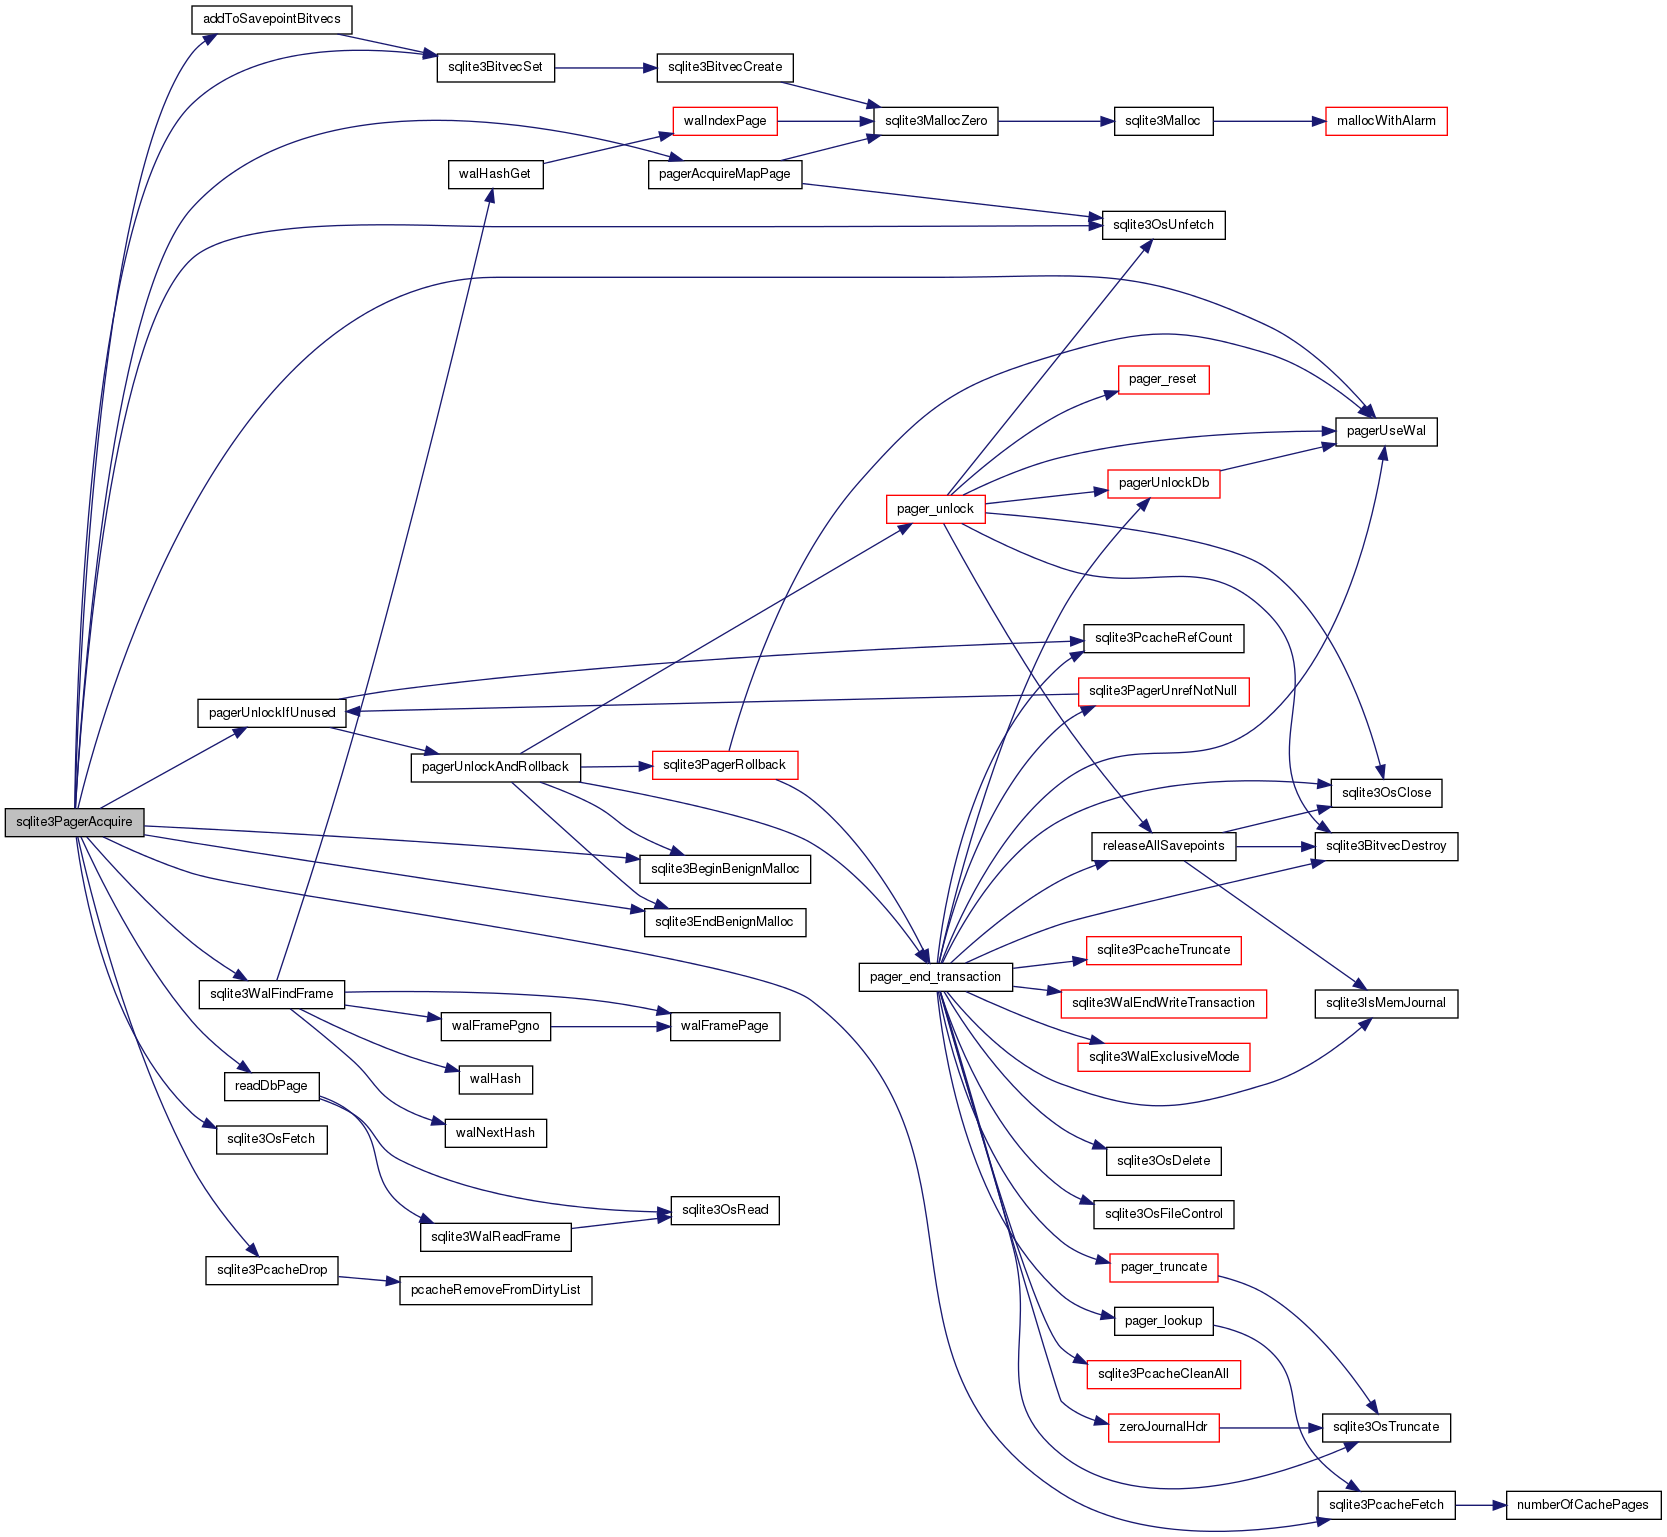 addToSavepointBitvecs
sqlite3BitvecSet
sqlite3BitvecCreate
walIndexPage
sqlite3MallocZero
sqlite3Malloc
mallocWithAlarm
walHashGet
pagerAcquireMapPage
sqlite3OsUnfetch
pager_reset
pagerUseWal
pagerUnlockDb
pager_unlock
sqlite3PcacheRefCount
sqlite3PagerUnrefNotNull
pagerUnlockIfUnused
pagerUnlockAndRollback
sqlite3PagerRollback
sqlite3OsClose
sqlite3PagerAcquire
releaseAllSavepoints
sqlite3BitvecDestroy
sqlite3BeginBenignMalloc
sqlite3EndBenignMalloc
sqlite3PcacheTruncate
pager_end_transaction
sqlite3WalFindFrame
sqlite3WalEndWriteTransaction
sqlite3IsMemJournal
walFramePgno
walFramePage
sqlite3WalExclusiveMode
walHash
readDbPage
walNextHash
sqlite3OsFetch
sqlite3OsDelete
sqlite3OsRead
sqlite3OsFileControl
sqlite3WalReadFrame
sqlite3PcacheDrop
pager_truncate
pcacheRemoveFromDirtyList
pager_lookup
sqlite3PcacheCleanAll
zeroJournalHdr
sqlite3OsTruncate
sqlite3PcacheFetch
numberOfCachePages